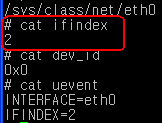 /sys/class/net/eth0
# cat ifindex
2
# cat dev_id
0x0
# cat uevent
INTERFACE=eth0
IFINDEX=2